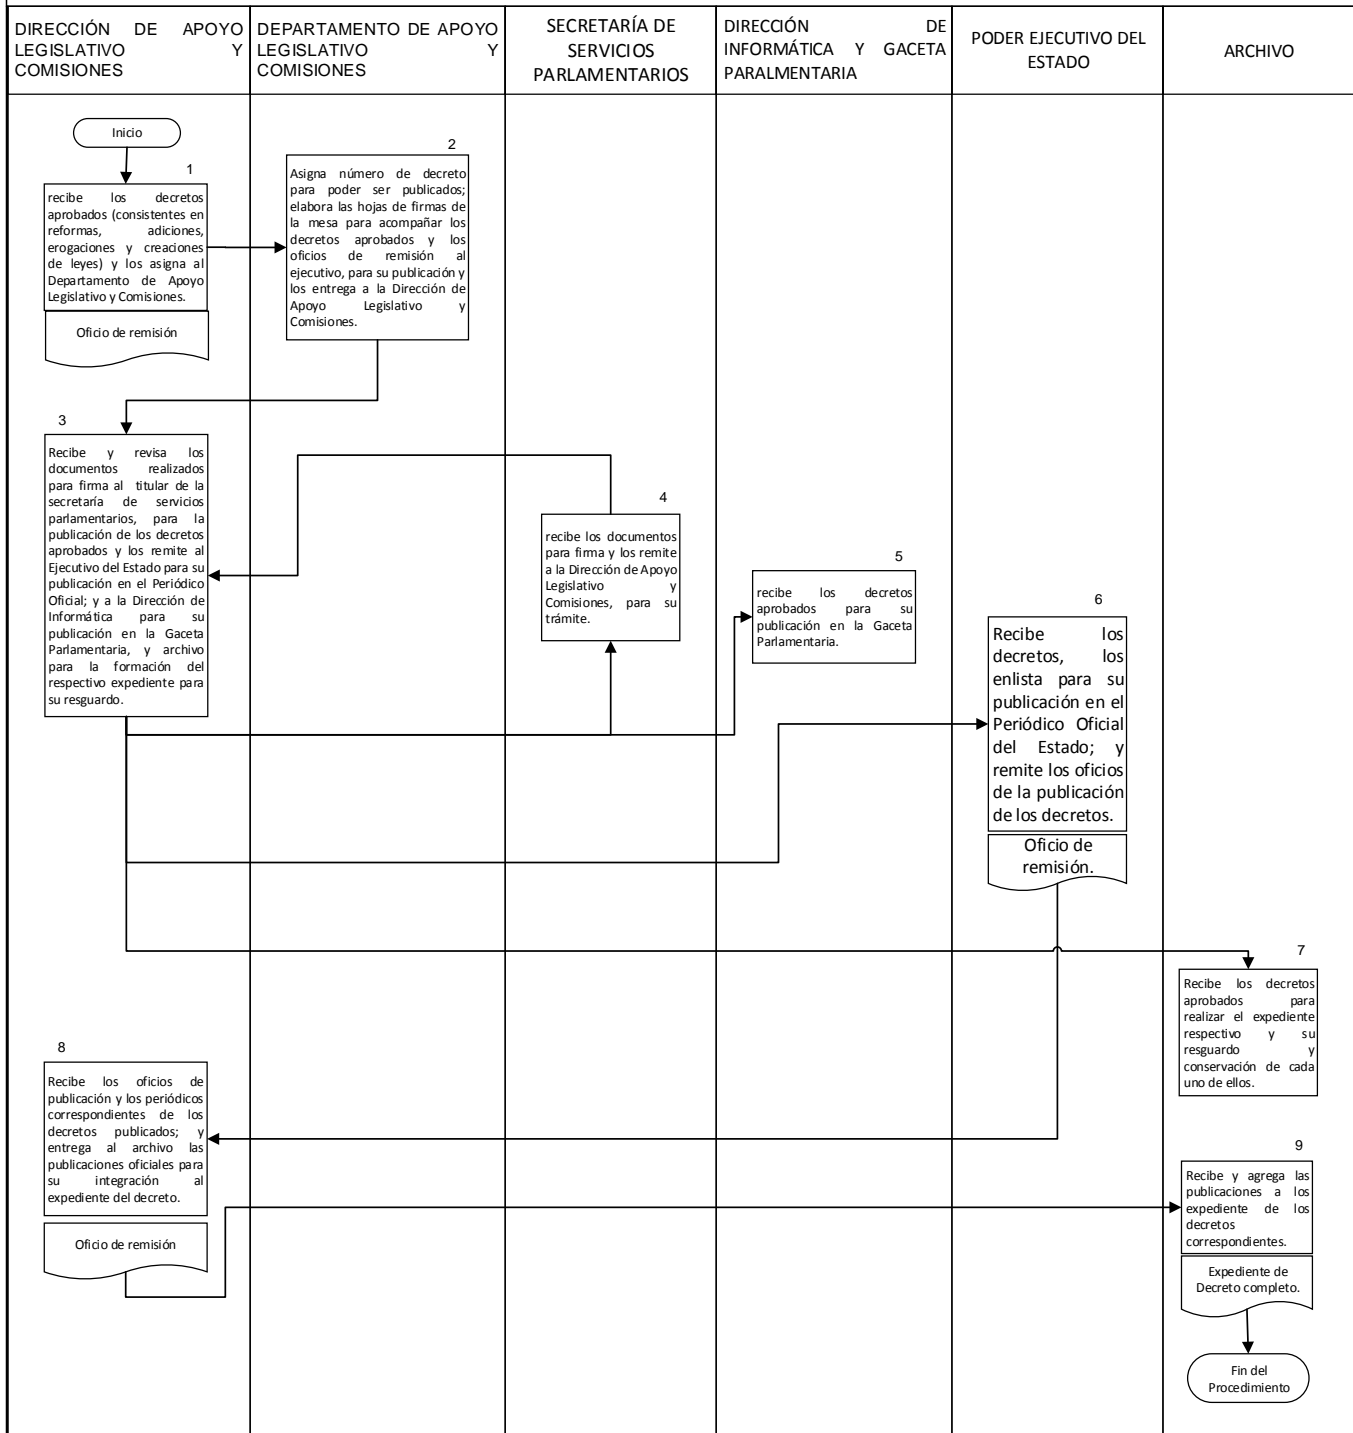 DIRECCIÓN DE APOYO
LEGISLATIVO Y
COMISIONES
DEPARTAMENTO DE APOYO
LEGISLATIVO Y
COMISIONES
SECRETARÍA DE
SERVICIOS
PARLAMENTARIOS
DIRECCIÓN DE
INFORMÁTICA Y GACETA
PARALMENTARIA
PODER EJECUTIVO DEL
ESTADO
ARCHIVO
Inicio
1
recibe los decretos
aprobados (consistentes en
reformas, adiciones,
erogaciones y creaciones
de leyes) y los asigna al
Departamento de Apoyo
Legislativo y Comisiones.
Oficio de remisión
2
Asigna número de decreto
para poder ser publicados;
elabora las hojas de firmas de
la mesa para acompañar los
decretos aprobados y los
oficios de remisión al
ejecutivo, para su publicación y
los entrega a la Dirección de
Apoyo Legislativo y
Comisiones.
3
Recibe y revisa los
documentos realizados
para firma al titular de la
secretaría de servicios
parlamentarios, para la
publicación de los decretos
aprobados y los remite al
Ejecutivo del Estado para su
publicación en el Periódico
Oficial; y a la Dirección de
Informática para su
publicación en la Gaceta
Parlamentaria, y archivo
para la formación del
respectivo expediente para
su resguardo.
4
recibe los documentos
para firma y los remite
a la Dirección de Apoyo
Legislativo y
Comisiones, para su
trámite.
5
recibe los decretos
aprobados para su
publicación en la Gaceta
Parlamentaria.
6
Recibe los
decretos, los
enlista para su
publicación en el
Periódico Oficial
del Estado; y
remite los oficios
de la publicación
de los decretos.
Oficio de
remisión.
7
Recibe los decretos
aprobados para
realizar el expediente
respectivo y su
resguardo y
conservación de cada
uno de ellos.
8
Recibe los oficios de
publicación y los periódicos
correspondientes de los
decretos publicados; y
entrega al archivo las
publicaciones oficiales para
su integración al
expediente del decreto.
Oficio de remisión
9
Recibe y agrega las
publicaciones a los
expediente de los
decretos
correspondientes.
Expediente de
Decreto completo.
Fin del
Procedimiento